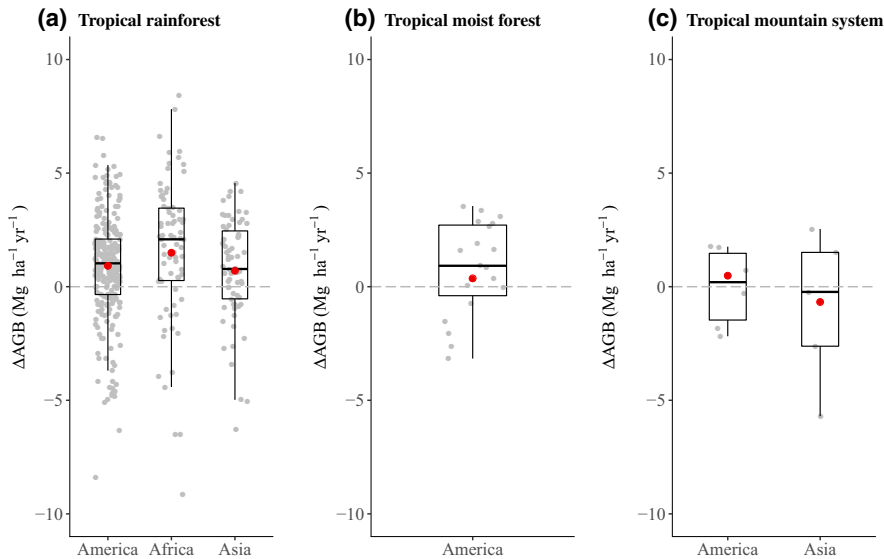 (a) Tropical rainforest
10
5
0
−5
−10
ΔAGB (Mg ha⁻¹ yr⁻¹ )
America Africa Asia
(b) Tropical moist forest
10
5
0
−5
−10
ΔAGB (Mg ha⁻¹ yr⁻¹ )
America
(c) Tropical mountain system
10
5
0
−5
−10
ΔAGB (Mg ha⁻¹ yr⁻¹ )
America Asia